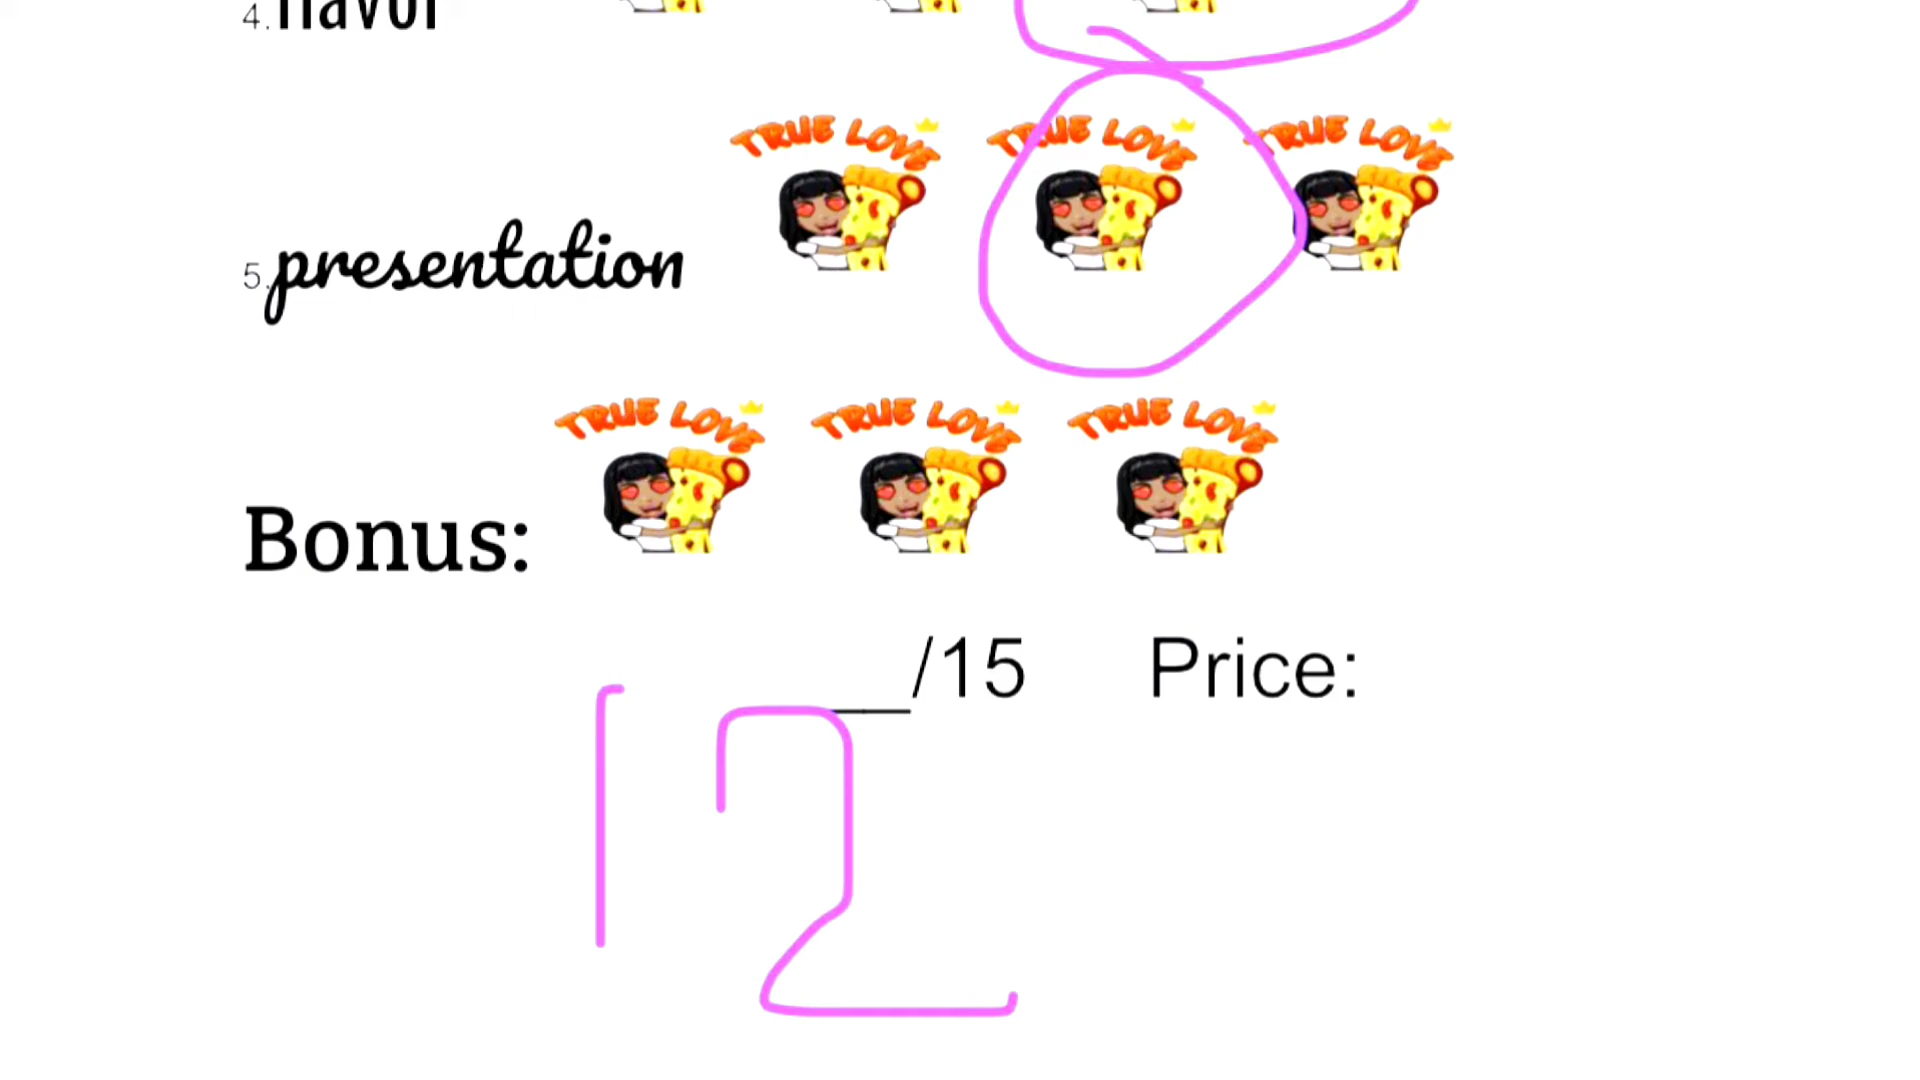 4. flavor
TRUE LOVE TRUE LOVE TRUE LOVE
5. presentation
TRUE LOVE TRUE LOVE TRUE LOVE
Bonus:
__/15 Price:
12